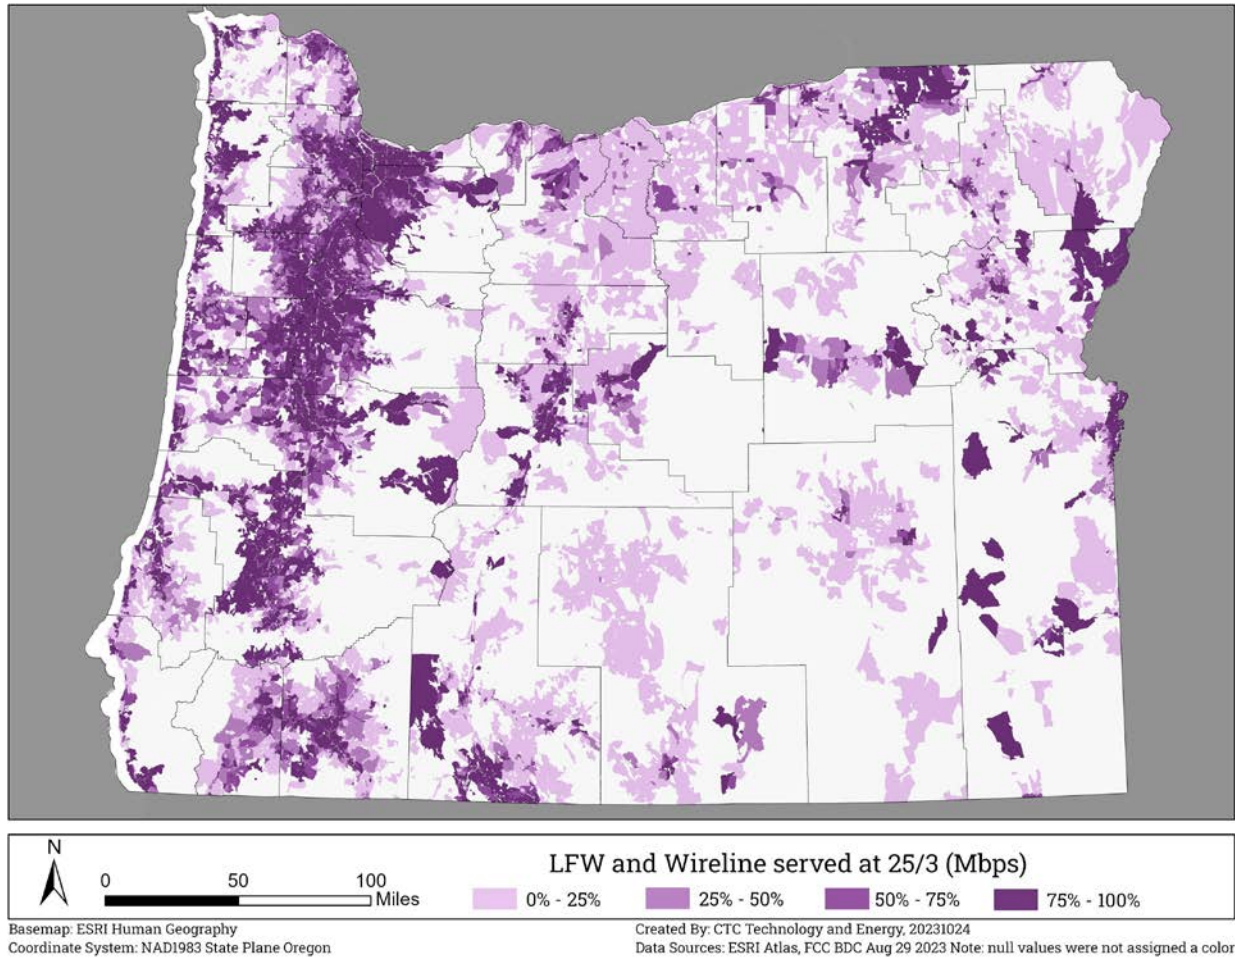 N
0 50 100
Miles
LFW and Wireline served at 25/3 (Mbps)
0% - 25% 25% - 50% 50% - 75% 75% - 100%
Basemap: ESRI Human Geography
Coordinate System: NAD1983 State Plane Oregon
Created By: CTC Technology and Energy, 20231024
Data Sources: ESRI Atlas, FCC BDC Aug 29 2023 Note: null values were not assigned a color